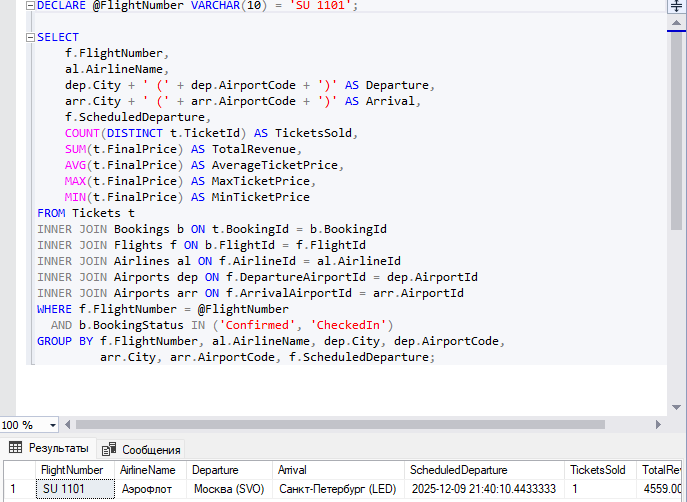 DECLARE @FlightNumber VARCHAR(10) = 'SU 1101';
SELECT
f.FlightNumber,
al.AirlineName,
dep.City + ' (' + dep.AirportCode + ')' AS Departure,
arr.City + ' (' + arr.AirportCode + ')' AS Arrival,
f.ScheduledDeparture,
COUNT(DISTINCT t.TicketId) AS TicketsSold,
SUM(t.FinalPrice) AS TotalRevenue,
AVG(t.FinalPrice) AS AverageTicketPrice,
MAX(t.FinalPrice) AS MaxTicketPrice,
MIN(t.FinalPrice) AS MinTicketPrice
FROM Tickets t
INNER JOIN Bookings b ON t.BookingId = b.BookingId
INNER JOIN Flights f ON b.FlightId = f.FlightId
INNER JOIN Airlines al ON f.AirlineId = al.AirlineId
INNER JOIN Airports dep ON f.DepartureAirportId = dep.AirportId
INNER JOIN Airports arr ON f.ArrivalAirportId = arr.AirportId
WHERE f.FlightNumber = @FlightNumber
AND b.BookingStatus IN ('Confirmed', 'CheckedIn')
GROUP BY f.FlightNumber, al.AirlineName, dep.City, dep.AirportCode,
arr.City, arr.AirportCode, f.ScheduledDeparture;
100 %
Результаты Сообщения
FlightNumber AirlineName Departure Arrival ScheduledDeparture TicketsSold TotalRev
1 SU 1101 Аэрофлот Москва (SVO) Санкт-Петербург (LED) 2025-12-09 21:40:10.4433333 1 4559.00